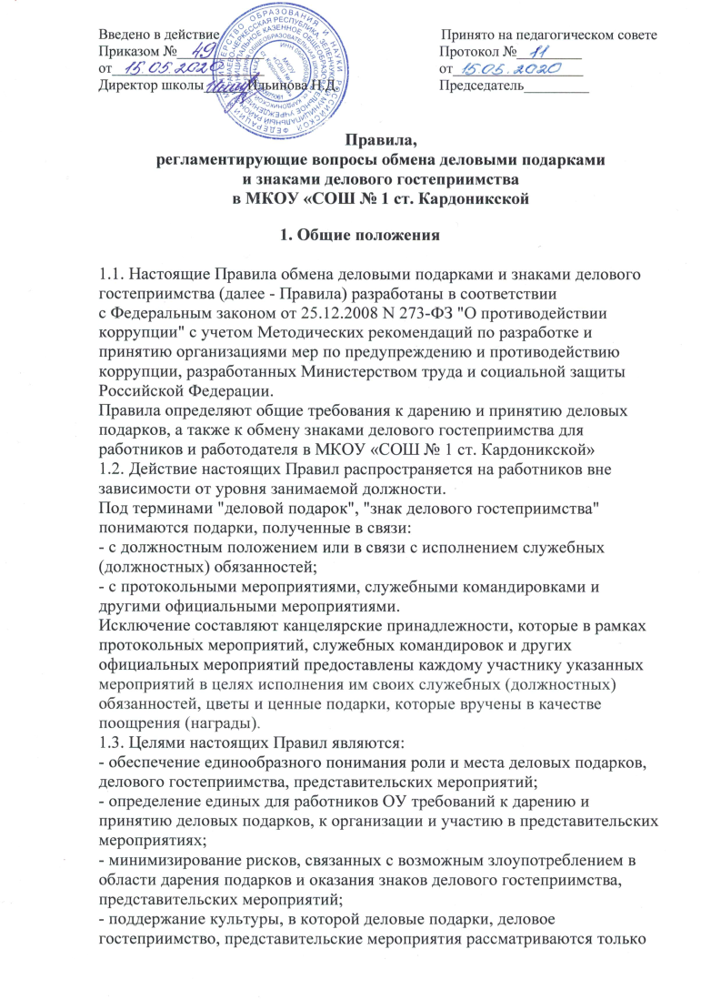 Введено в действие Принято на педагогическом совете
Приказом № 49 Протокол № 11
от 15.05.2020 от 15.05.2020
Директор школы Ильинова Н.Д. Председатель
Правила,
регламентирующие вопросы обмена деловыми подарками
и знаками делового гостеприимства
в МКОУ «СОШ № 1 ст. Кардоникской
1. Общие положения
1.1. Настоящие Правила обмена деловыми подарками и знаками делового
гостеприимства (далее - Правила) разработаны в соответствии
с Федеральным законом от 25.12.2008 N 273-ФЗ "О противодействии
коррупции" с учетом Методических рекомендаций по разработке и
принятию организациями мер по предупреждению и противодействию
коррупции, разработанных Министерством труда и социальной защиты
Российской Федерации.
Правила определяют общие требования к дарению и принятию деловых
подарков, а также к обмену знаками делового гостеприимства для
работников и работодателя в МКОУ «СОШ № 1 ст. Кардоникской»
1.2. Действие настоящих Правил распространяется на работников вне
зависимости от уровня занимаемой должности.
Под терминами "деловой подарок", "знак делового гостеприимства"
понимаются подарки, полученные в связи:
- с должностным положением или в связи с исполнением служебных
(должностных) обязанностей;
- с протокольными мероприятиями, служебными командировками и
другими официальными мероприятиями.
Исключение составляют канцелярские принадлежности, которые в рамках
протокольных мероприятий, служебных командировок и других
официальных мероприятий предоставлены каждому участнику указанных
мероприятий в целях исполнения им своих служебных (должностных)
обязанностей, цветы и ценные подарки, которые вручены в качестве
поощрения (награды).
1.3. Целями настоящих Правил являются:
- обеспечение единообразного понимания роли и места деловых подарков,
делового гостеприимства, представительских мероприятий;
- определение единых для работников ОУ требований к дарению и
принятию деловых подарков, к организации и участию в представительских
мероприятиях;
- минимизирование рисков, связанных с возможным злоупотреблением в
области дарения подарков и оказания знаков делового гостеприимства,
представительских мероприятий;
- поддержание культуры, в которой деловые подарки, деловое
гостеприимство, представительские мероприятия рассматриваются только